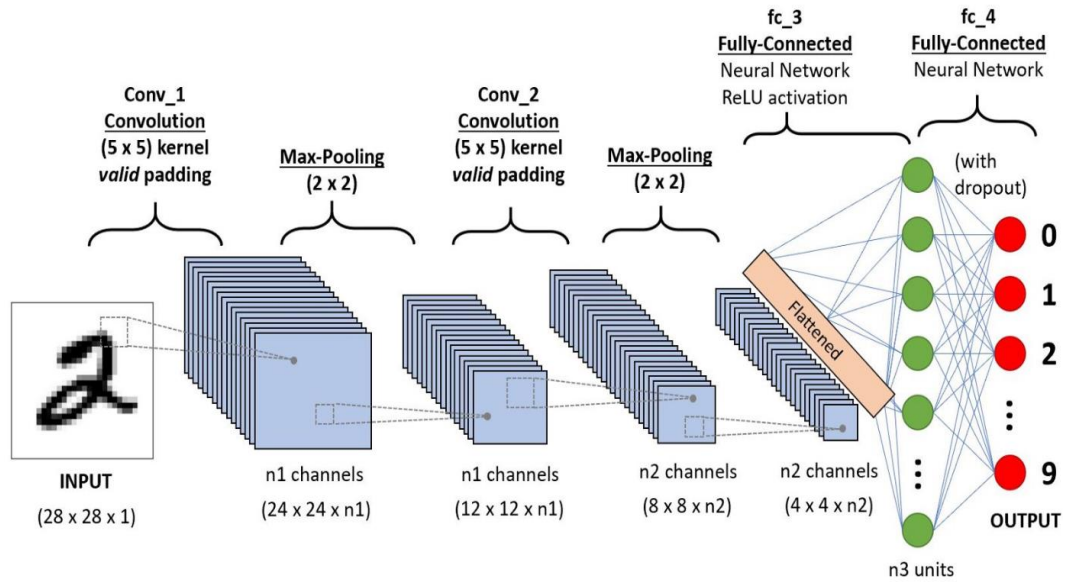 fc_3
Fully-Connected
Neural Network
ReLU activation
fc_4
Fully-Connected
Neural Network
Conv_1
Convolution
(5 x 5) kernel
valid padding
Max-Pooling
(2 x 2)
Conv_2
Convolution
(5 x 5) kernel
valid padding
Max-Pooling
(2 x 2)
(with
dropout)
Flattened
0
1
2
9
INPUT
(28 x 28 x 1)
n1 channels
(24 x 24 x n1)
n1 channels
(12 x 12 x n1)
n2 channels
(8 x 8 x n2)
n2 channels
(4 x 4 x n2)
OUTPUT
n3 units